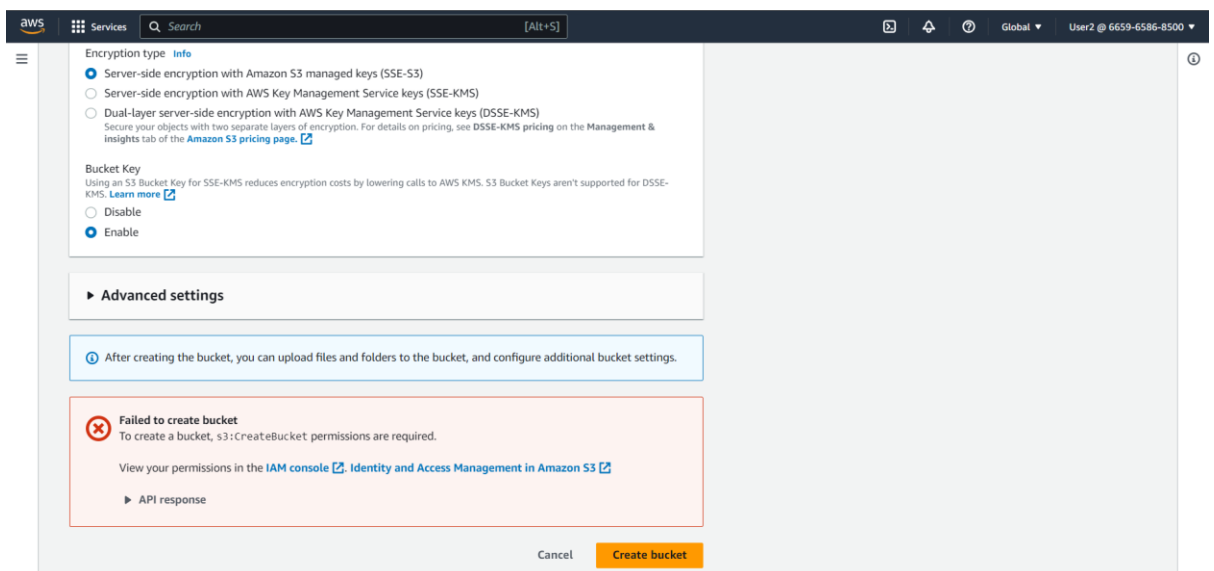 aws
Services
Search
[Alt+S]
Global
User2 @ 6659-6586-8500
Encryption type Info
Server-side encryption with Amazon S3 managed keys (SSE-S3)
Server-side encryption with AWS Key Management Service keys (SSE-KMS)
Dual-layer server-side encryption with AWS Key Management Service keys (DSSE-KMS)
Secure your objects with two separate layers of encryption. For details on pricing, see DSSE-KMS pricing on the Management &
insights tab of the Amazon S3 pricing page.
Bucket Key
Using an S3 Bucket Key for SSE-KMS reduces encryption costs by lowering calls to AWS KMS. S3 Bucket Keys aren't supported for DSSE-
KMS. Learn more
Disable
Enable
Advanced settings
After creating the bucket, you can upload files and folders to the bucket, and configure additional bucket settings.
Failed to create bucket
To create a bucket, s3:CreateBucket permissions are required.
View your permissions in the IAM console. Identity and Access Management in Amazon S3
API response
Cancel
Create bucket